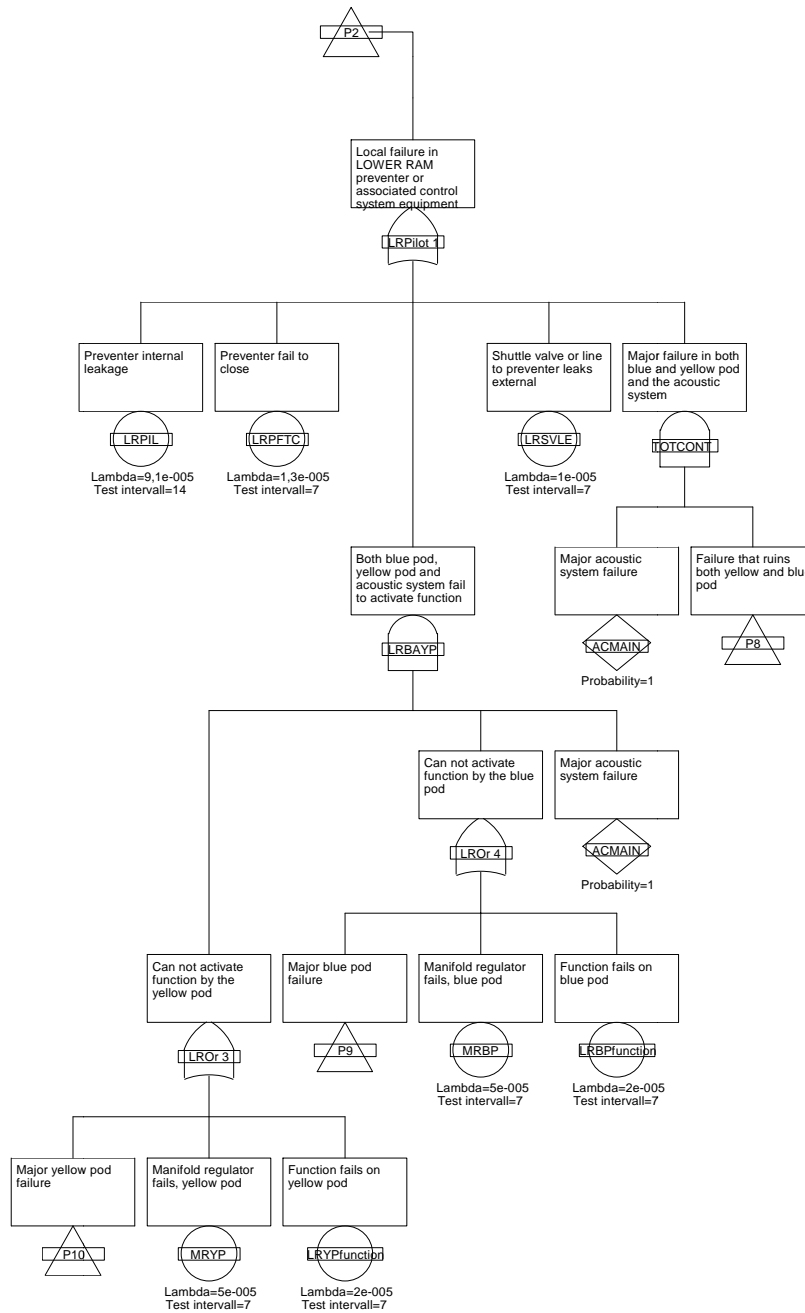 P2
Local failure in
LOWER RAM
preventer or
associated control
system equipment
LRPilot 1
Preventer internal
leakage
LRPIL
Lambda=9,1e-005
Test intervall=14
Preventer fail to
close
LRPFTC
Lambda=1,3e-005
Test intervall=7
Shuttle valve or line
to preventer leaks
external
LRSVLE
Lambda=1e-005
Test intervall=7
Major failure in both
blue and yellow pod
and the acoustic
system
TOTCONT
Both blue pod,
yellow pod and
acoustic system fail
to activate function
LRBAYP
Major acoustic
system failure
ACMAIN
Probability=1
Failure that ruins
both yellow and blu
pod
P8
Can not activate
function by the blue
pod
LROr 4
Major acoustic
system failure
ACMAIN
Probability=1
Can not activate
function by the
yellow pod
LROr 3
Major blue pod
failure
P9
Manifold regulator
fails, blue pod
MRBP
Lambda=5e-005
Test intervall=7
Function fails on
blue pod
LRBPfunction
Lambda=2e-005
Test intervall=7
Major yellow pod
failure
P10
Manifold regulator
fails, yellow pod
MRYP
Lambda=5e-005
Test intervall=7
Function fails on
yellow pod
LRYPfunction
Lambda=2e-005
Test intervall=7